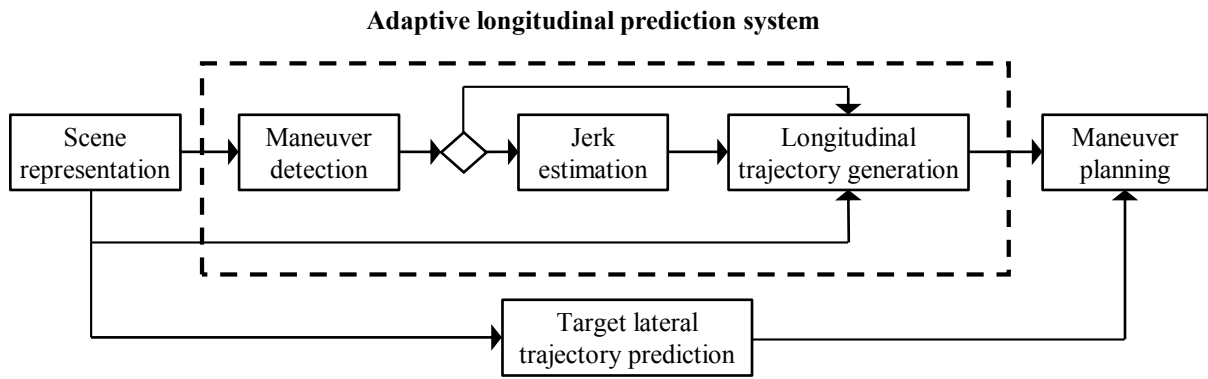 Adaptive longitudinal prediction system
Scene
representation
Maneuver
detection
Jerk
estimation
Longitudinal
trajectory generation
Maneuver
planning
Target lateral
trajectory prediction